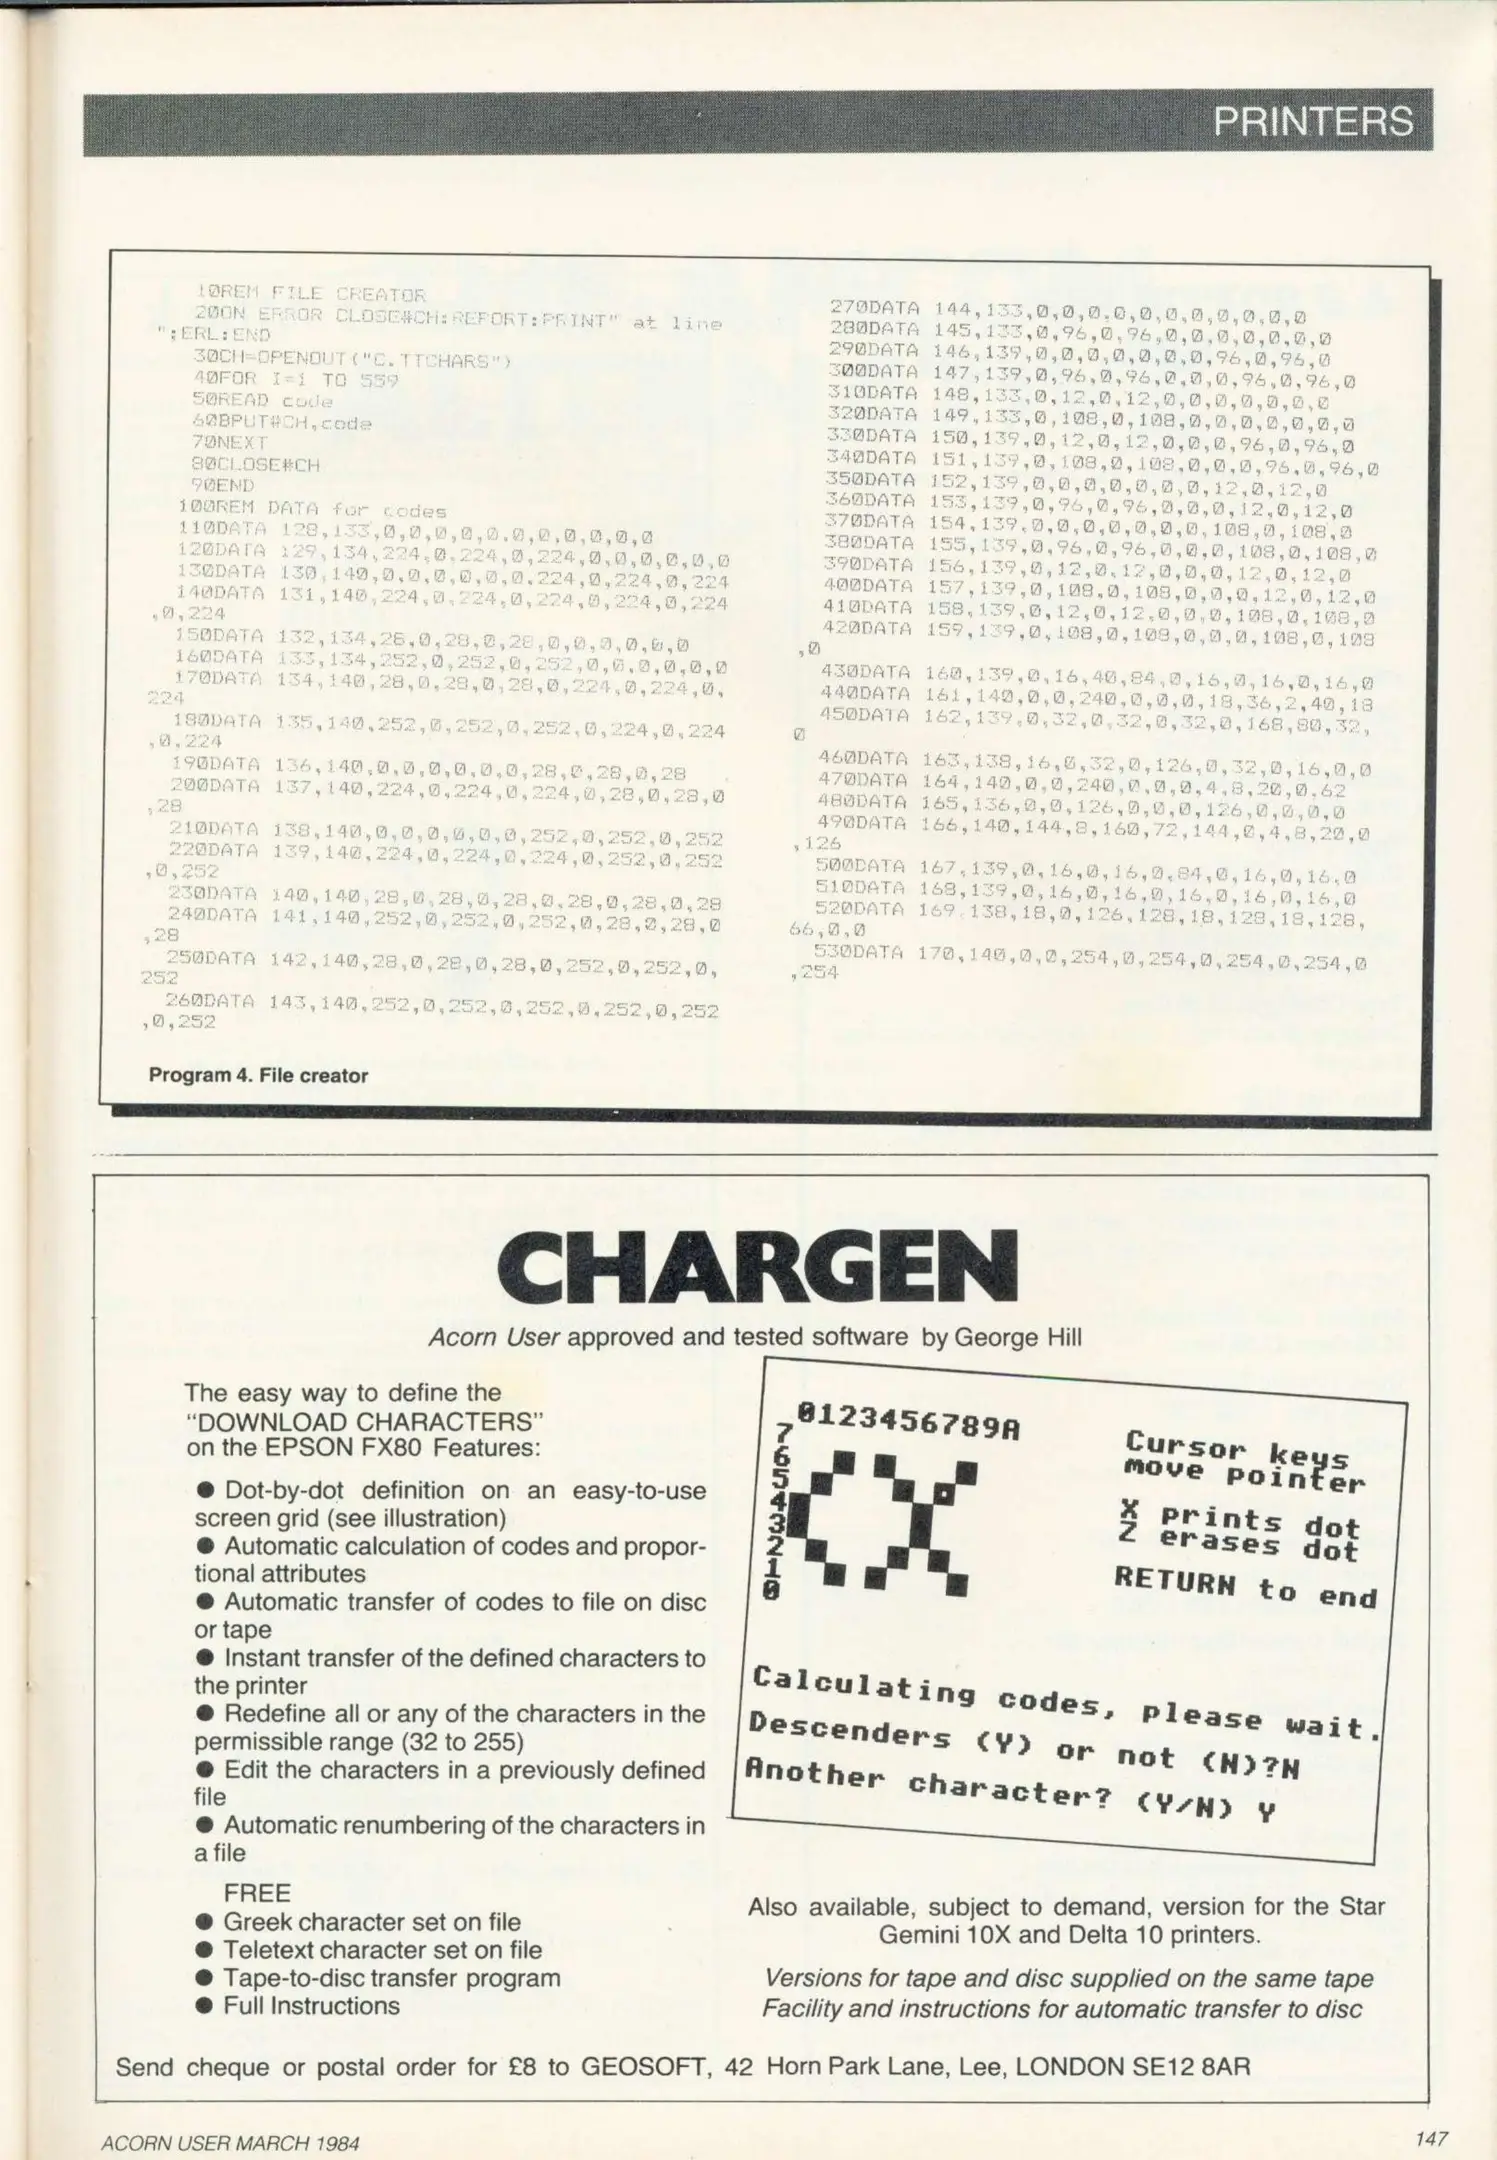 PRINTERS
10REM FILE CREATOR
20ON ERROR CLOSE#CH:REPORT:PRINT" at line
";ERL:END
30CH=OPENOUT("C.TTCHARS")
40FOR I=1 TO 559
50READ code
60BPUT#CH,code
70NEXT
80CLOSE#CH
90END
100REM DATA for codes
110DATA 128,133,0,0,0,0,0,0,0,0,0,0,0
120DATA 129,134,224,0,224,0,224,0,0,0,0,0,0
130DATA 130,140,0,0,0,0,0,0,224,0,224,0,224
140DATA 131,140,224,0,224,0,224,0,224,0,224
,0,224
150DATA 132,134,28,0,28,0,28,0,0,0,0,0,0
160DATA 133,134,252,0,252,0,252,0,0,0,0,0,0
170DATA 134,140,28,0,28,0,28,0,224,0,224,0,
224
180DATA 135,140,252,0,252,0,252,0,224,0,224
,0,224
190DATA 136,140,0,0,0,0,0,0,28,0,28,0,28
200DATA 137,140,224,0,224,0,224,0,28,0,28,0
,28
210DATA 138,140,0,0,0,0,0,0,252,0,252,0,252
220DATA 139,140,224,0,224,0,224,0,252,0,252
,0,252
230DATA 140,140,28,0,28,0,28,0,28,0,28,0,28
240DATA 141,140,252,0,252,0,252,0,28,0,28,0
,28
250DATA 142,140,28,0,28,0,28,0,252,0,252,0,
252
260DATA 143,140,252,0,252,0,252,0,252,0,252
,0,252
270DATA 144,133,0,0,0,0,0,0,0,0,0,0,0
280DATA 145,133,0,96,0,96,0,0,0,0,0,0,0
290DATA 146,139,0,0,0,0,0,0,0,96,0,96,0
300DATA 147,139,0,96,0,96,0,0,0,96,0,96,0
310DATA 148,133,0,12,0,12,0,0,0,0,0,0,0
320DATA 149,133,0,108,0,108,0,0,0,0,0,0,0
330DATA 150,139,0,12,0,12,0,0,0,96,0,96,0
340DATA 151,139,0,108,0,108,0,0,0,96,0,96,0
350DATA 152,139,0,0,0,0,0,0,0,12,0,12,0
360DATA 153,139,0,96,0,96,0,0,0,12,0,12,0
370DATA 154,139,0,0,0,0,0,0,0,108,0,108,0
380DATA 155,139,0,96,0,96,0,0,0,108,0,108,0
390DATA 156,139,0,12,0,12,0,0,0,12,0,12,0
400DATA 157,139,0,108,0,108,0,0,0,12,0,12,0
410DATA 158,139,0,12,0,12,0,0,0,108,0,108,0
420DATA 159,139,0,108,0,108,0,0,0,108,0,108
,0
430DATA 160,139,0,16,40,84,0,16,0,16,0,16,0
440DATA 161,140,0,0,240,0,0,0,18,36,2,40,18
450DATA 162,139,0,32,0,32,0,32,0,168,80,32,
0
460DATA 163,138,16,0,32,0,126,0,32,0,16,0,0
470DATA 164,140,0,0,240,0,0,0,4,8,20,0,62
480DATA 165,136,0,0,126,0,0,0,126,0,0,0,0
490DATA 166,140,144,8,160,72,144,0,4,8,20,0
,126
500DATA 167,139,0,16,0,16,0,84,0,16,0,16,0
510DATA 168,139,0,16,0,16,0,16,0,16,0,16,0
520DATA 169,138,18,0,126,128,18,128,18,128,
66,0,0
530DATA 170,140,0,0,254,0,254,0,254,0,254,0
,254
Program 4. File creator
CHARGEN
Acorn User approved and tested software by George Hill
The easy way to define the
"DOWNLOAD CHARACTERS"
on the EPSON FX80 Features:
● Dot-by-dot definition on an easy-to-use
screen grid (see illustration)
● Automatic calculation of codes and propor-
tional attributes
● Automatic transfer of codes to file on disc
or tape
● Instant transfer of the defined characters to
the printer
● Redefine all or any of the characters in the
permissible range (32 to 255)
● Edit the characters in a previously defined
file
● Automatic renumbering of the characters in
a file
FREE
● Greek character set on file
● Teletext character set on file
● Tape-to-disc transfer program
● Full Instructions
0123456789A
7
6
5
4
3
2
1
0
Cursor keys
move pointer
X prints dot
Z erases dot
RETURN to end
Calculating codes, please wait.
Descenders (Y) or not (N)?N
Another character? (Y/N) Y
Also available, subject to demand, version for the Star
Gemini 10X and Delta 10 printers.
Versions for tape and disc supplied on the same tape
Facility and instructions for automatic transfer to disc
Send cheque or postal order for £8 to GEOSOFT, 42 Horn Park Lane, Lee, LONDON SE12 8AR
ACORN USER MARCH 1984
147